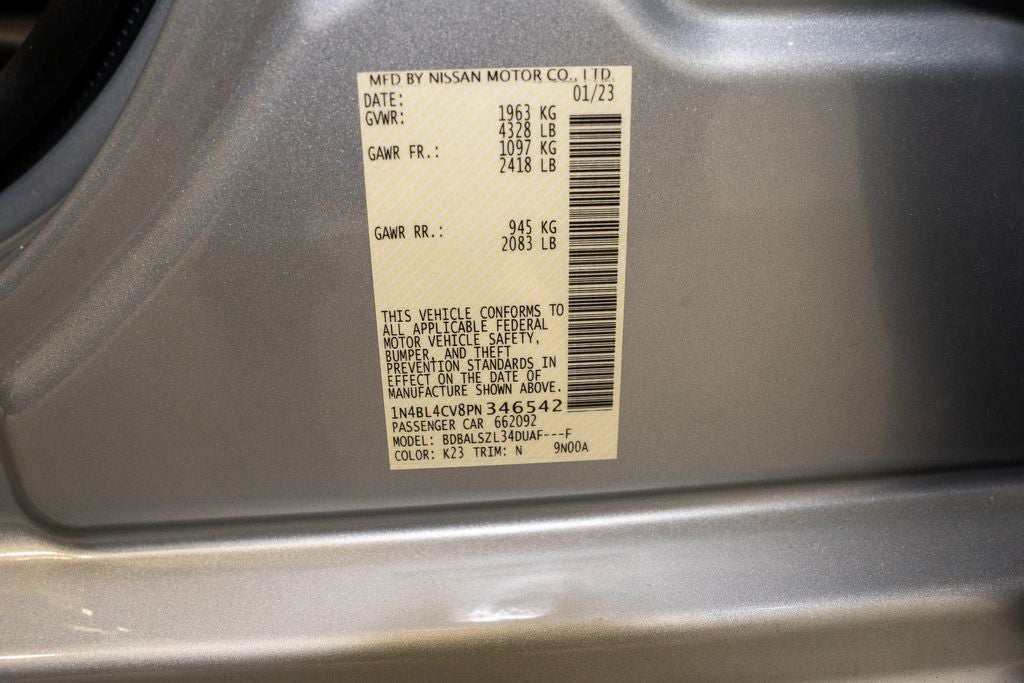 MFD BY NISSAN MOTOR CO., LTD.
DATE: 01/23
GVWR: 1963 KG
4328 LB
GAWR FR.: 1097 KG
2418 LB
GAWR RR.: 945 KG
2083 LB
THIS VEHICLE CONFORMS TO
ALL APPLICABLE FEDERAL
MOTOR VEHICLE SAFETY,
BUMPER, AND THEFT
PREVENTION STANDARDS IN
EFFECT ON THE DATE OF
MANUFACTURE SHOWN ABOVE.
1N4BL4CV8PN 346542
PASSENGER CAR 662092
MODEL: BDBALSZL34DUAF---F
COLOR: K23 TRIM: N 9N00A